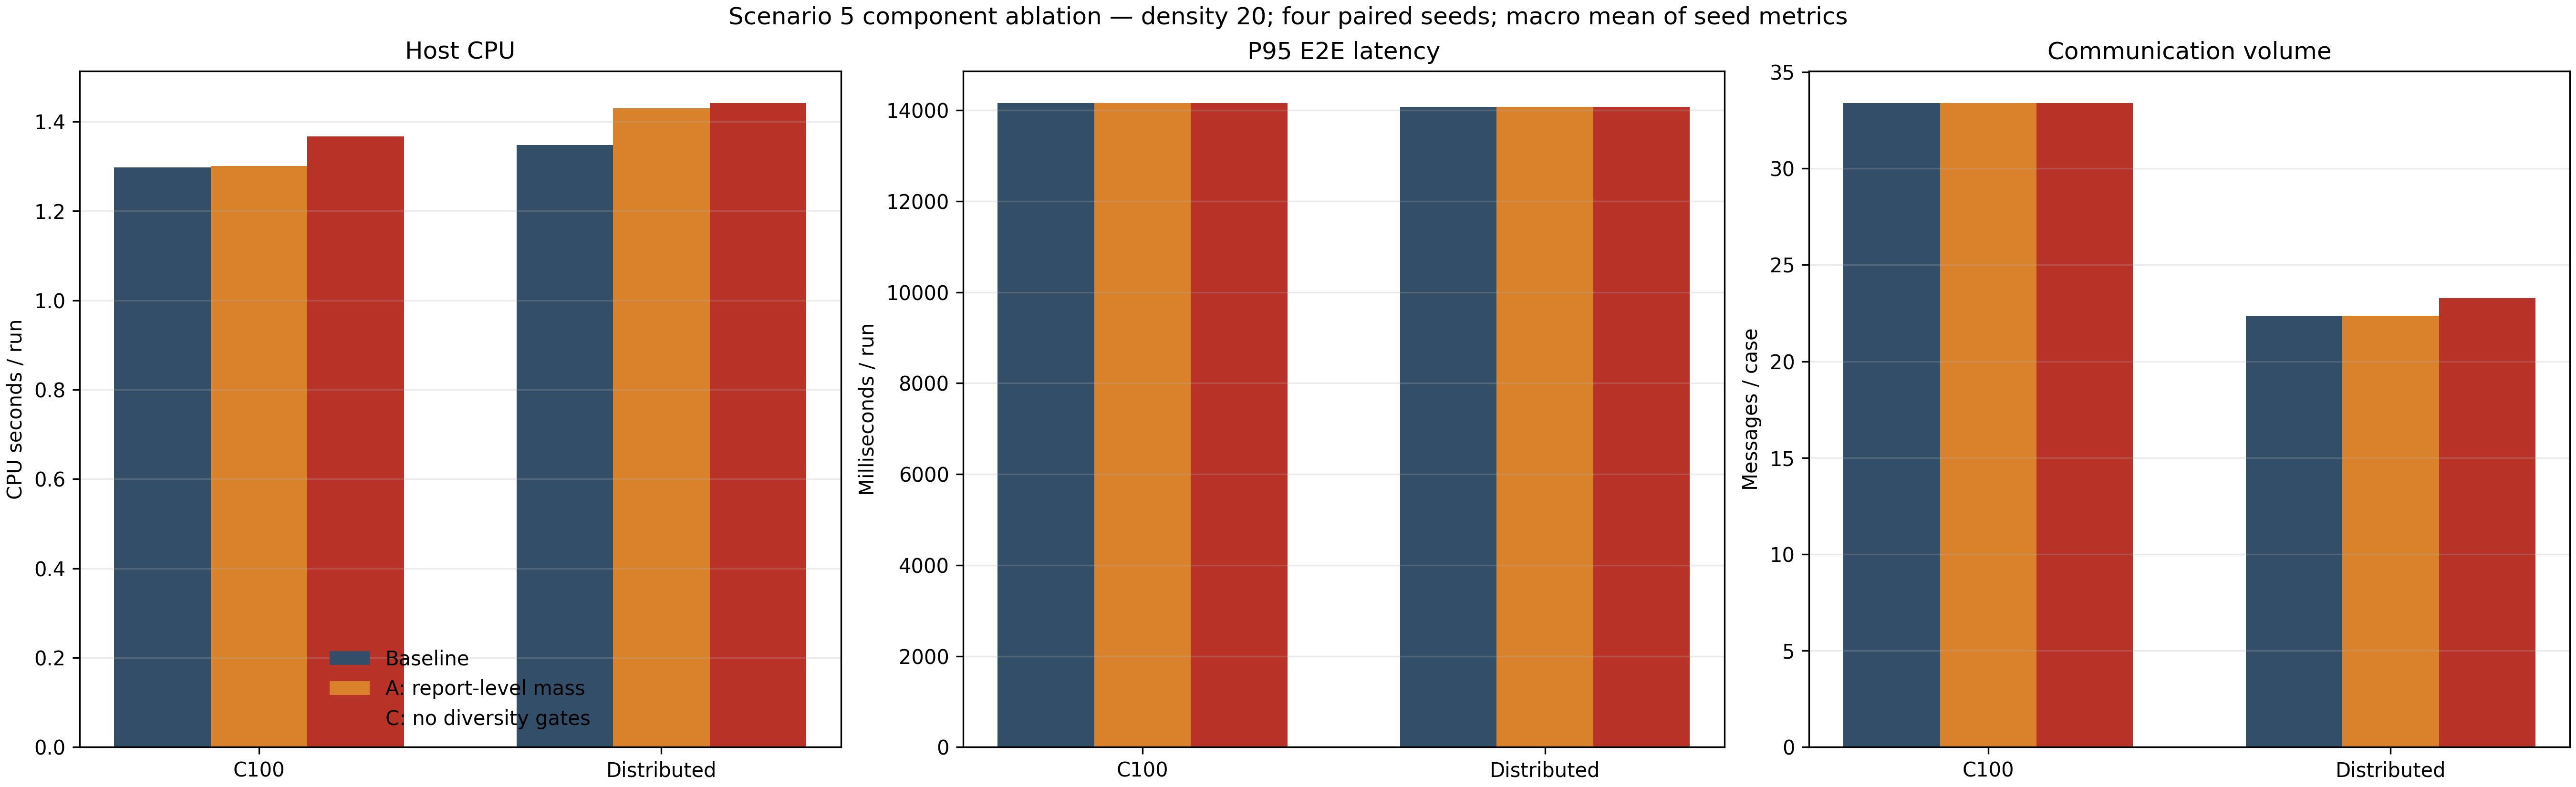 Scenario 5 component ablation — density 20; four paired seeds; macro mean of seed metrics
Host CPU
CPU seconds / run
1.4
1.2
1.0
0.8
0.6
0.4
0.2
0.0
Baseline
A: report-level mass
C: no diversity gates
C100
Distributed
P95 E2E latency
Milliseconds / run
14000
12000
10000
8000
6000
4000
2000
0
C100
Distributed
Communication volume
Messages / case
35
30
25
20
15
10
5
0
C100
Distributed